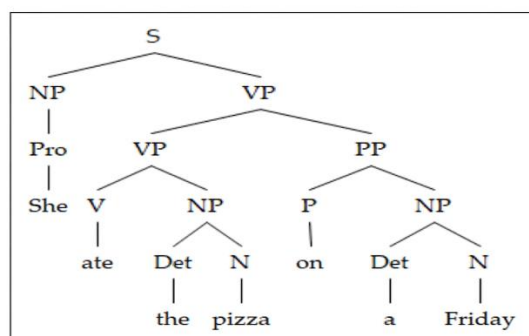 S
NP VP
Pro VP PP
She V NP P NP
ate Det N on Det N
the pizza a Friday